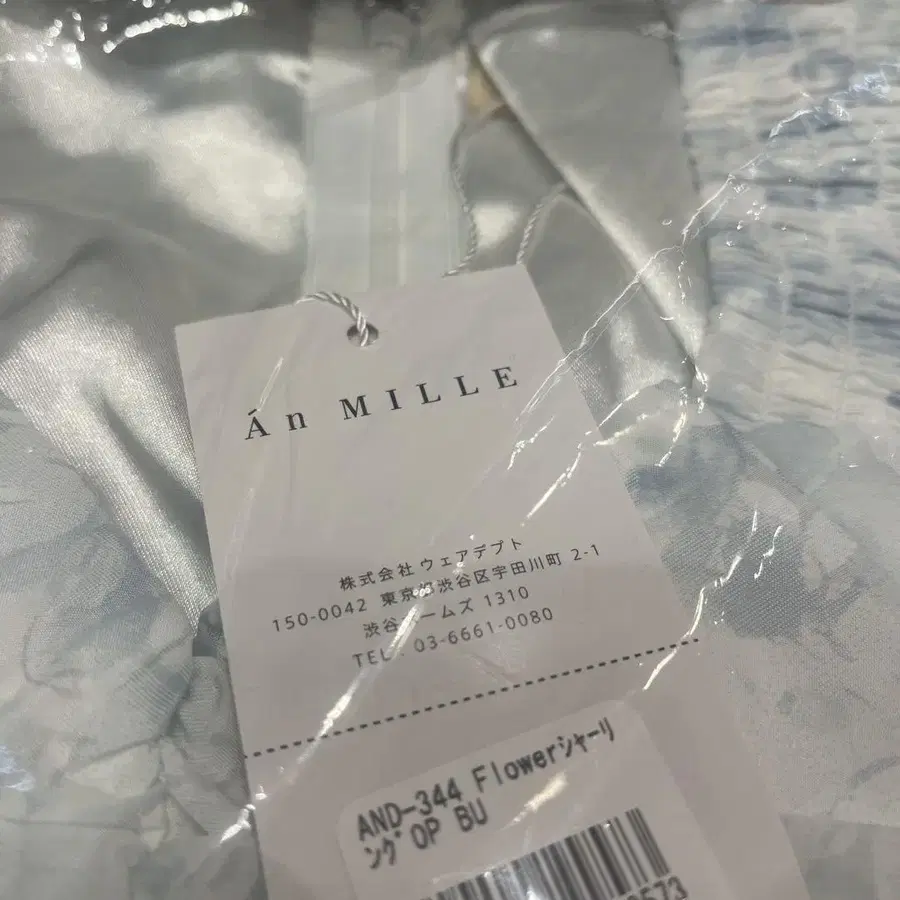 Án MILLE
株式会社ウェアデプト
150-0042 東京都渋谷区宇田川町 2-1
渋谷ホームズ 1310
TEL : 03-6661-0080
AND-344 Flowerシャーリ
ング OP BU